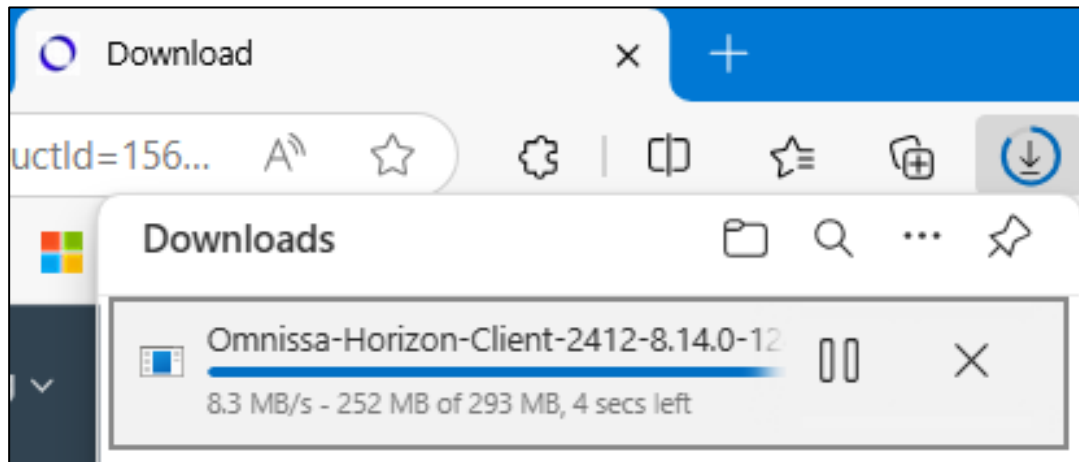 Download
uctId=156...
Downloads
Omnissa-Horizon-Client-2412-8.14.0-12
8.3 MB/s - 252 MB of 293 MB, 4 secs left